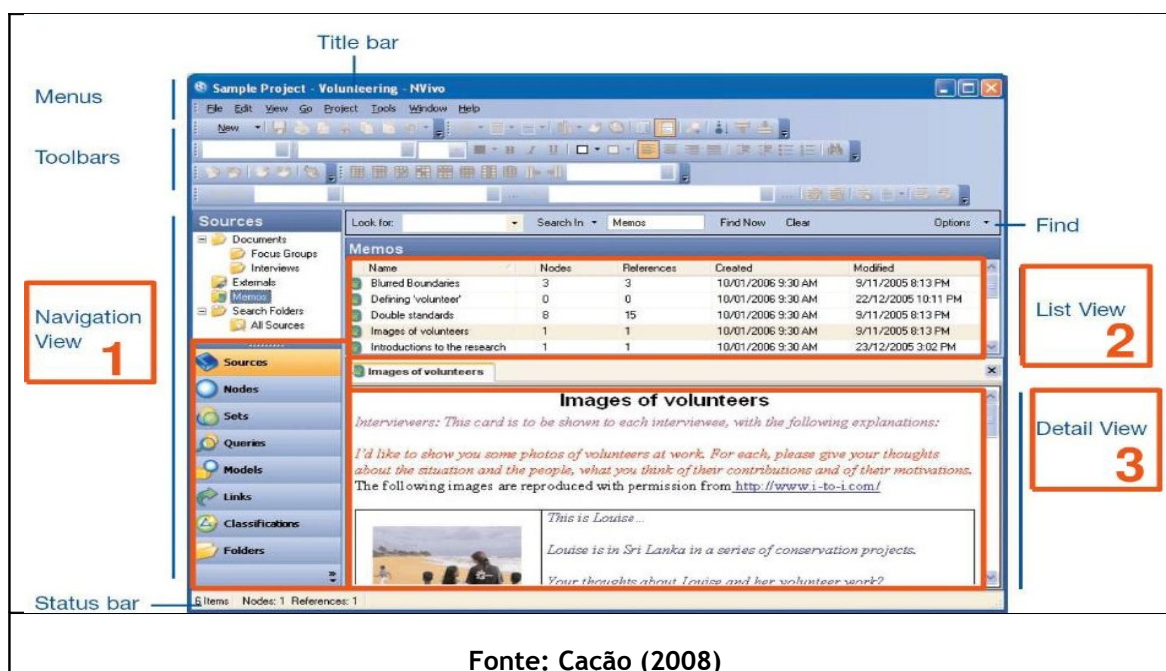 Title bar
Menus
Sample Project - Volunteering - NVivo
File Edit View Go Project Tools Window Help
New
Toolbars
Sources
Look for: Search In Memos Find Now Clear Options
Find
Documents
Focus Groups
Interviews
Externals
Memos
Search Folders
All Sources
Memos
Name Nodes References Created Modified
Blurred Boundaries 3 3 10/01/2006 9:30 AM 9/11/2005 8:13 PM
Defining 'volunteer' 0 0 10/01/2006 9:30 AM 22/12/2005 10:11 PM
Double standards 8 15 10/01/2006 9:30 AM 9/11/2005 8:13 PM
Images of volunteers 1 1 10/01/2006 9:30 AM 9/11/2005 8:13 PM
Introductions to the research 1 1 10/01/2006 9:30 AM 23/12/2005 3:02 PM
Navigation
View 1
List View
2
Sources
Nodes
Sets
Queries
Models
Links
Classifications
Folders
Images of volunteers
Images of volunteers
Interviewers: This card is to be shown to each interviewee, with the following explanations:
I'd like to show you some photos of volunteers at work. For each, please give your thoughts
about the situation and the people, what you think of their contributions and of their motivations.
The following images are reproduced with permission from http://www.i-to-i.com/
This is Louise...
Louise is in Sri Lanka in a series of conservation projects.
Your thoughts about Louise and her volunteer work?
Detail View
3
Status bar
6 Items Nodes: 1 References: 1
Fonte: Cação (2008)